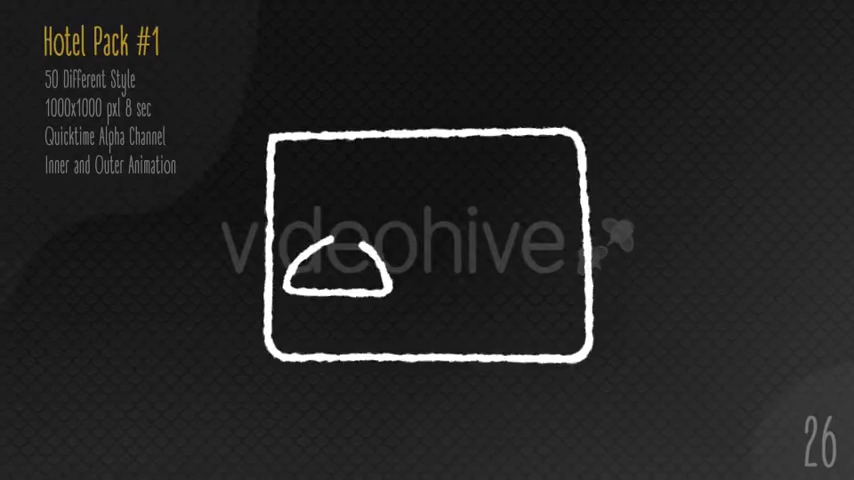 Hotel Pack #1
50 Different Style
1000x1000 pxl 8 sec
Quicktime Alpha Channel
Inner and Outer Animation
videohive
26